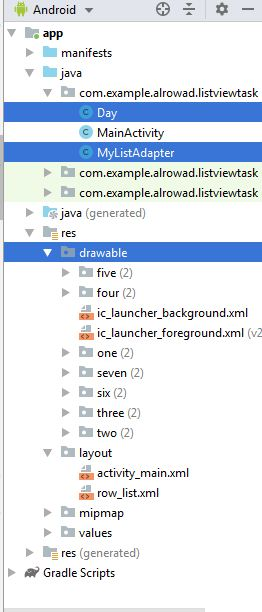 Android
app
manifests
java
com.example.alrowad.listviewtask
Day
MainActivity
MyListAdapter
com.example.alrowad.listviewtask
com.example.alrowad.listviewtask
java (generated)
res
drawable
five (2)
four (2)
ic_launcher_background.xml
ic_launcher_foreground.xml (v2
one (2)
seven (2)
six (2)
three (2)
two (2)
layout
activity_main.xml
row_list.xml
mipmap
values
res (generated)
Gradle Scripts